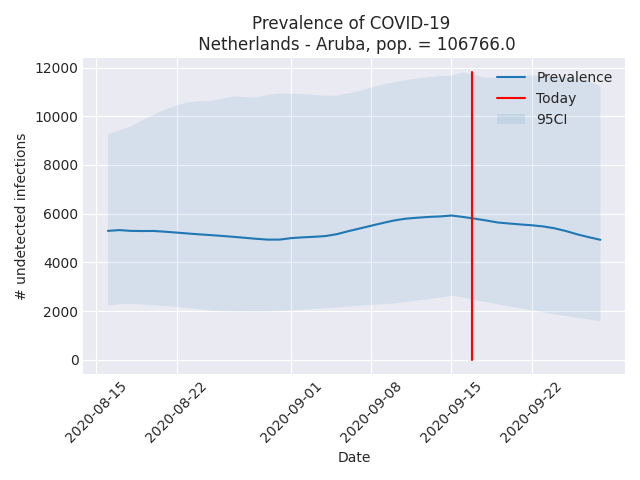 Prevalence of COVID-19
Netherlands - Aruba, pop. = 106766.0
12000
10000
8000
6000
4000
2000
0
# undetected infections
Prevalence
Today
95CI
2020-08-15
2020-08-22
2020-09-01
2020-09-08
2020-09-15
2020-09-22
Date